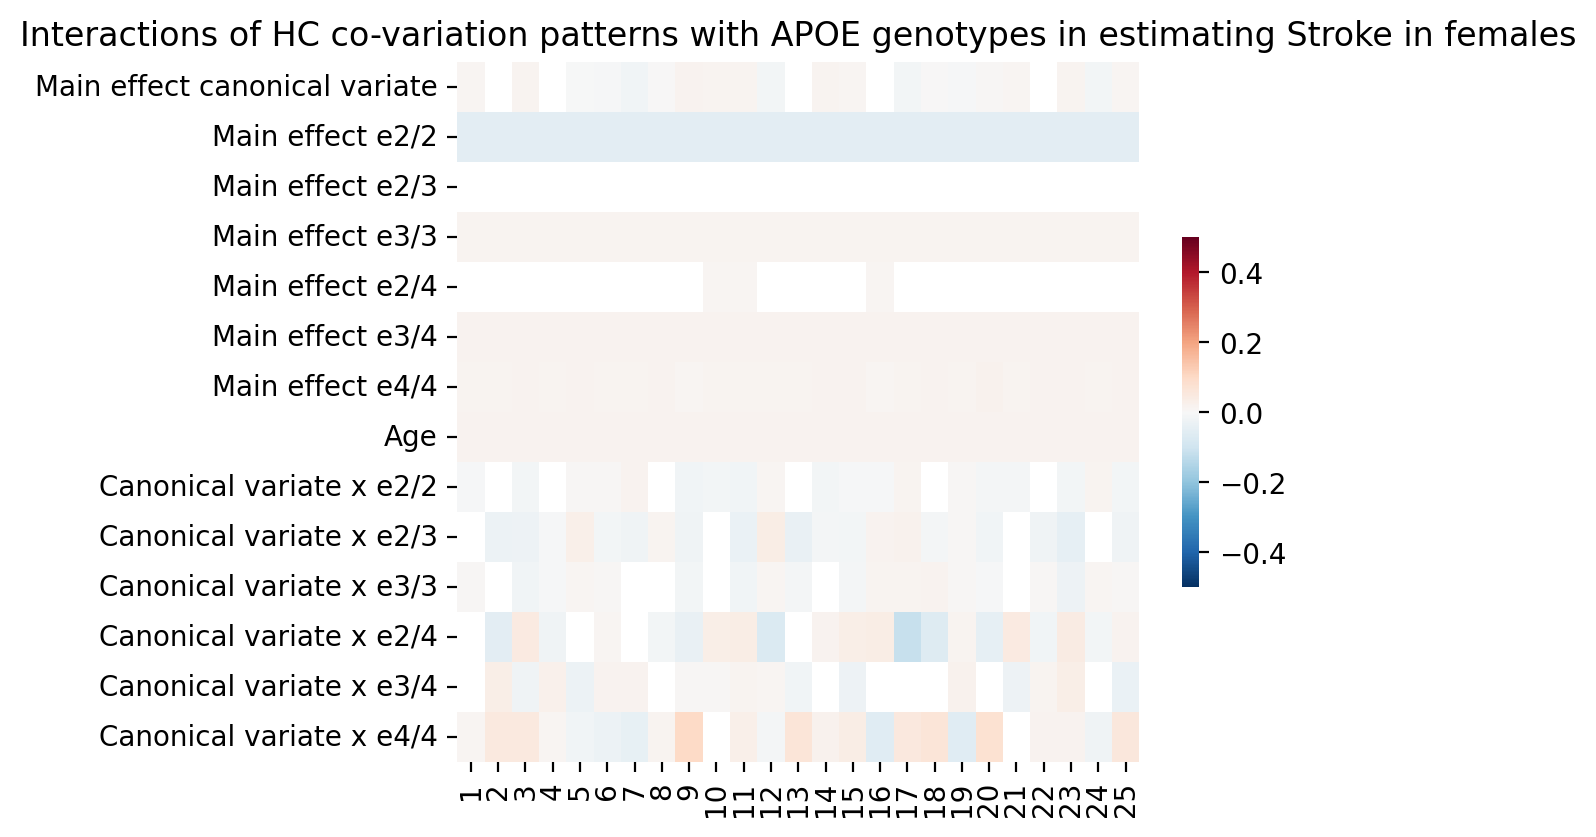 Interactions of HC co-variation patterns with APOE genotypes in estimating Stroke in females
Main effect canonical variate
Main effect e2/2
Main effect e2/3
Main effect e3/3
Main effect e2/4
Main effect e3/4
Main effect e4/4
Age
Canonical variate x e2/2
Canonical variate x e2/3
Canonical variate x e3/3
Canonical variate x e2/4
Canonical variate x e3/4
Canonical variate x e4/4
1 2 3 4 5 6 7 8 9 10 11 12 13 14 15 16 17 18 19 20 21 22 23 24 25
0.4
0.2
0.0
−0.2
−0.4